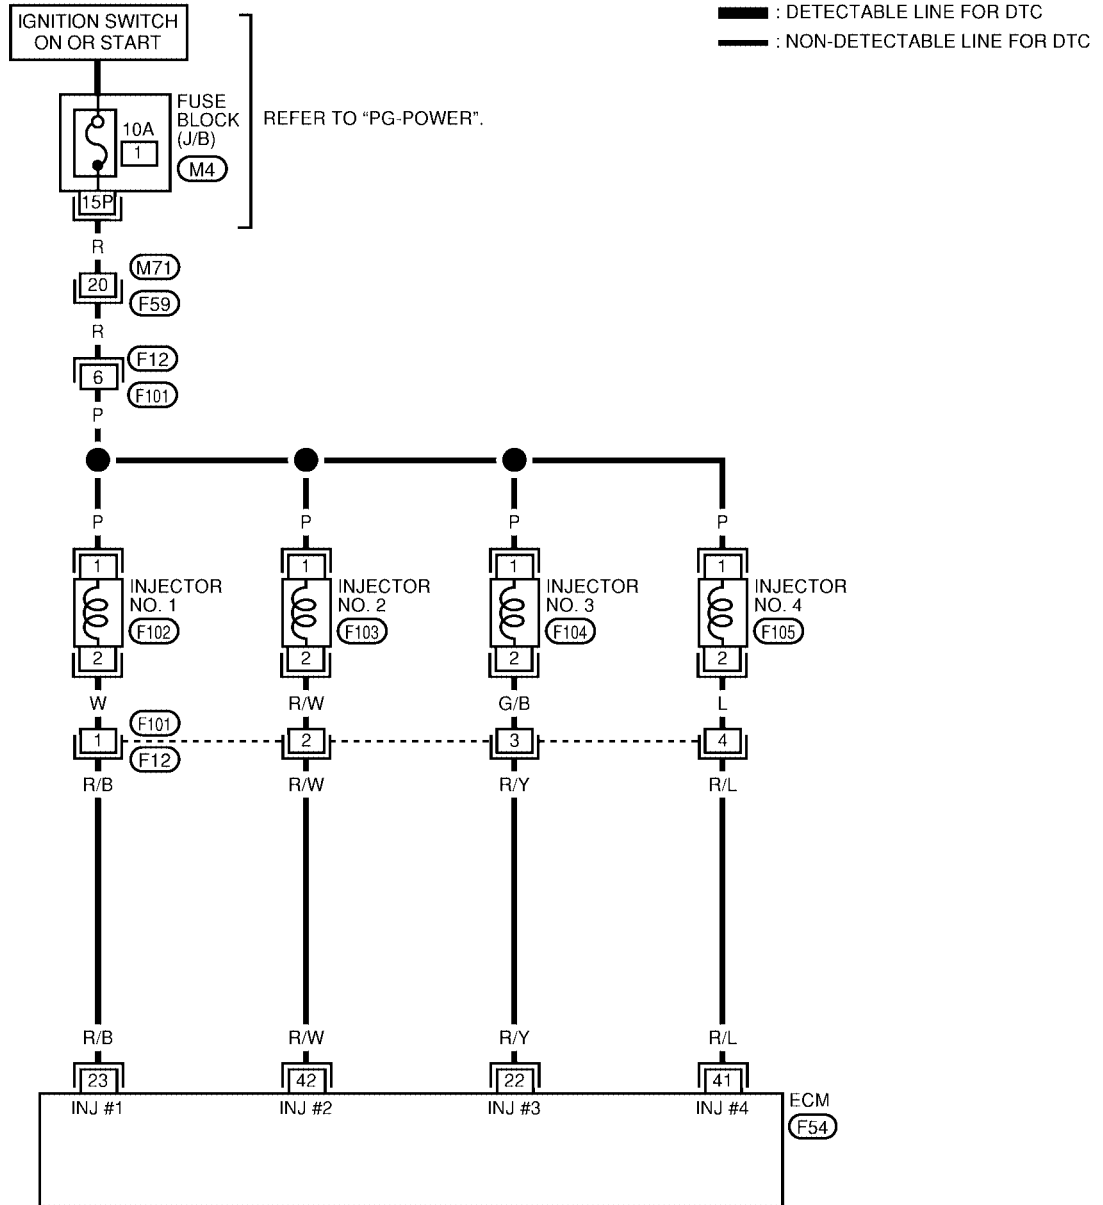 IGNITION SWITCH
ON OR START
: DETECTABLE LINE FOR DTC
: NON-DETECTABLE LINE FOR DTC
FUSE
BLOCK
(J/B)
10A
1
M4
REFER TO “PG-POWER”.
15P
R
M71
20
F59
R
F12
6
F101
P
P P P P
1 1 1 1
INJECTOR
NO. 1
F102
INJECTOR
NO. 2
F103
INJECTOR
NO. 3
F104
INJECTOR
NO. 4
F105
2 2 2 2
W R/W G/B L
F101
1 2 3 4
F12
R/B R/W R/Y R/L
R/B R/W R/Y R/L
23 42 22 41
INJ #1 INJ #2 INJ #3 INJ #4
ECM
F54